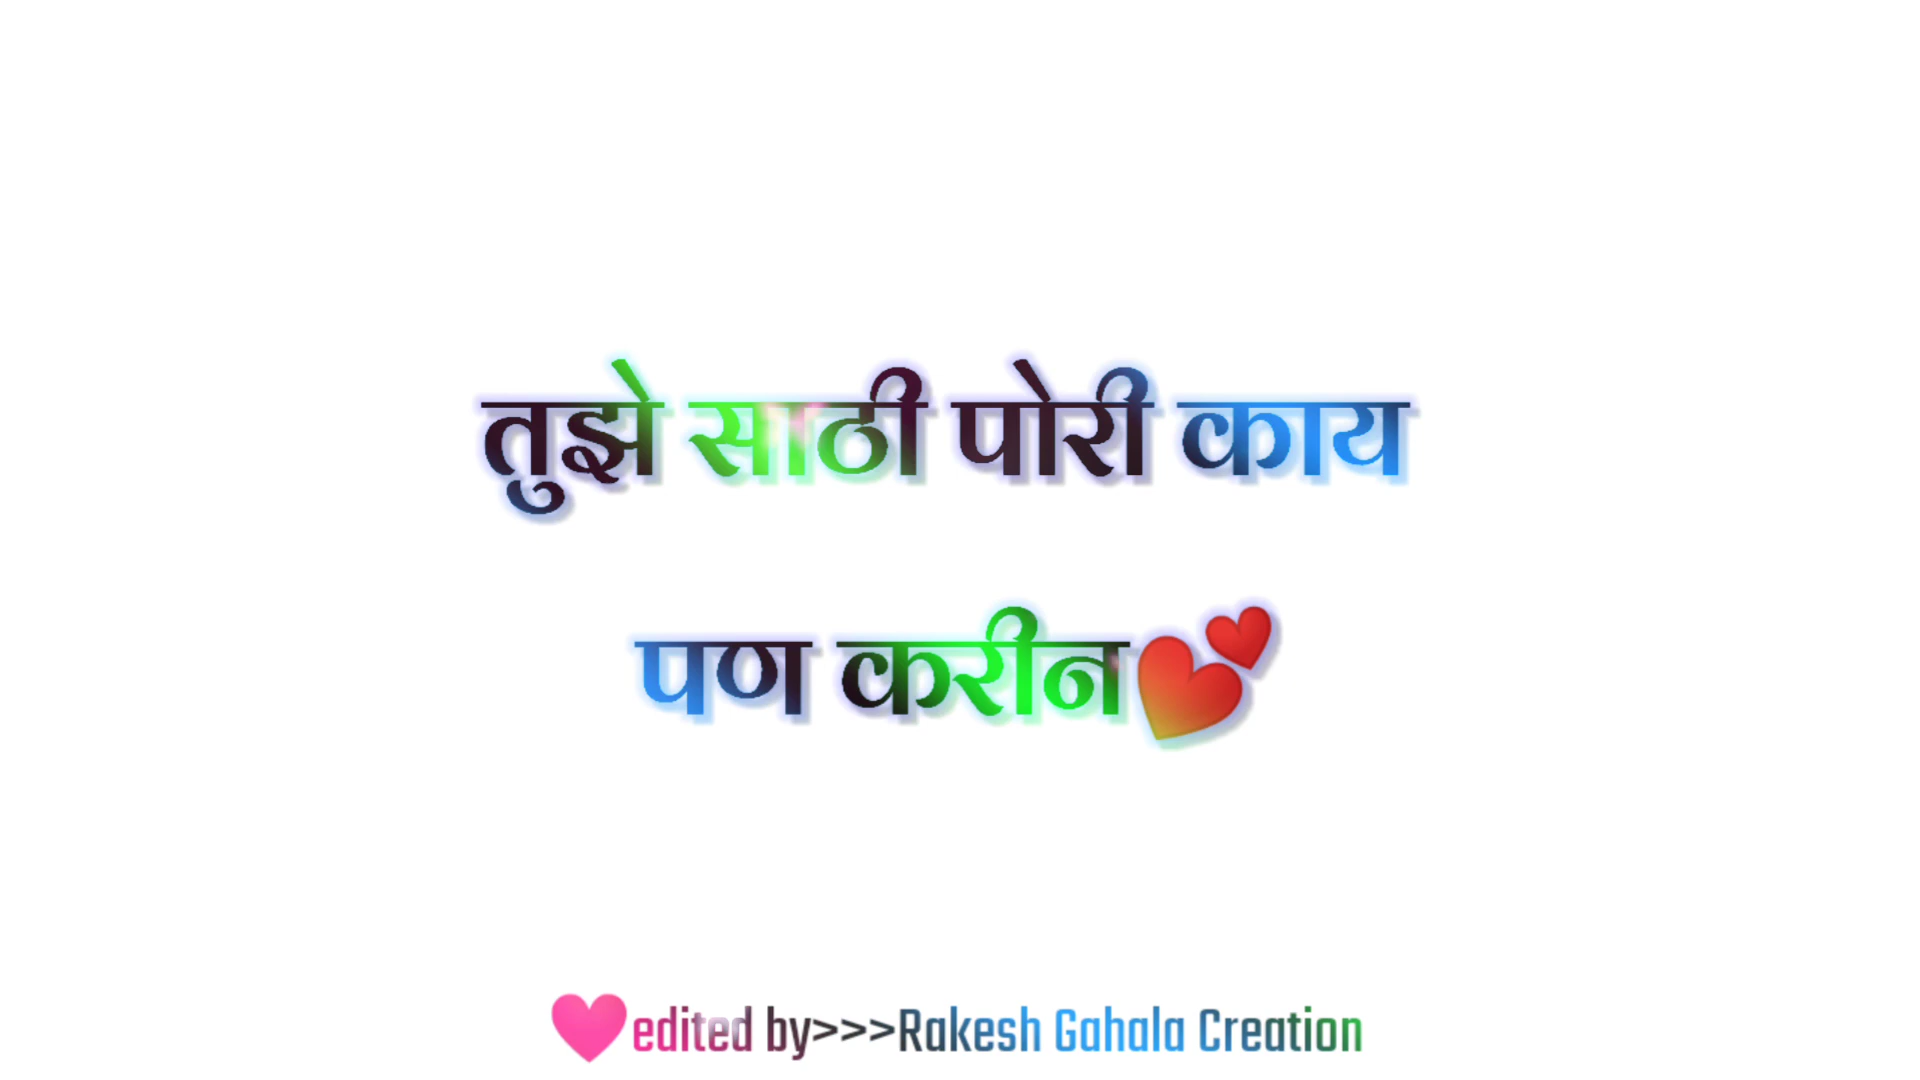 तुझे साठी पोरी काय
पण करीन💕
🩷edited by>>>Rakesh Gahala Creation